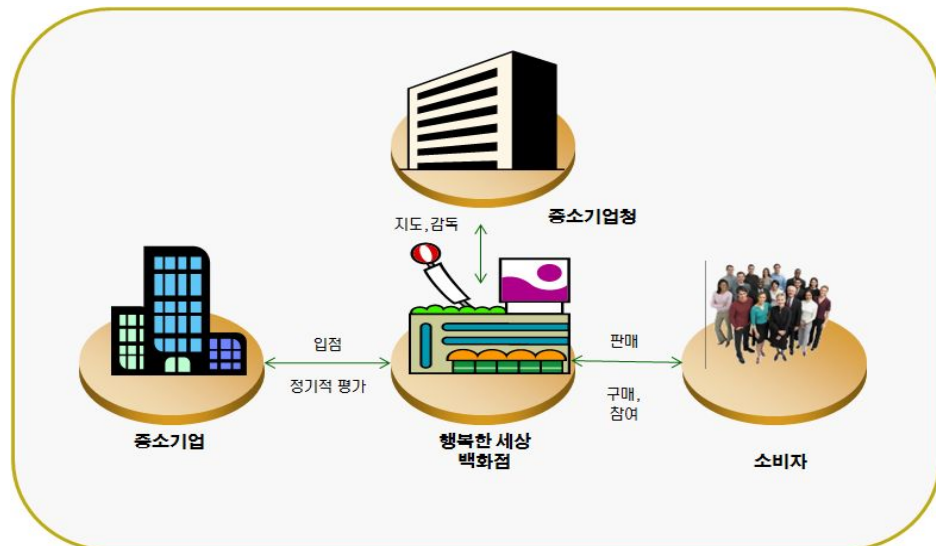 중소기업청
지도,감독
입점
정기적 평가
판매
구매,
참여
중소기업
행복한 세상
백화점
소비자